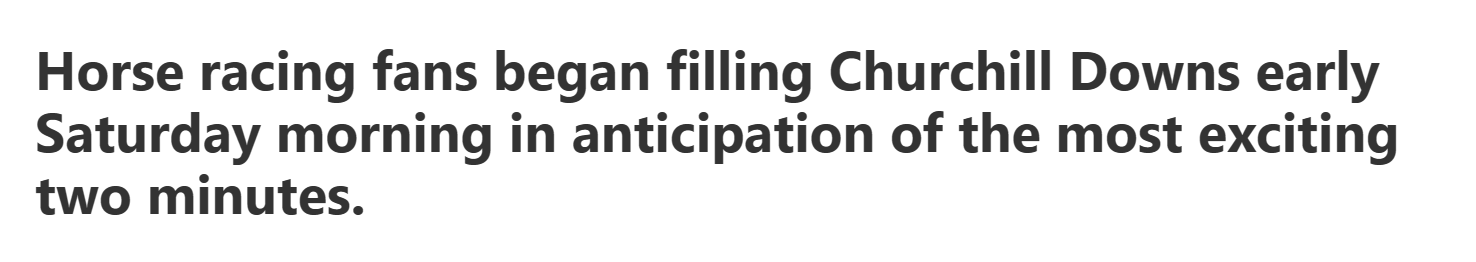 Horse racing fans began filling Churchill Downs early
Saturday morning in anticipation of the most exciting
two minutes.